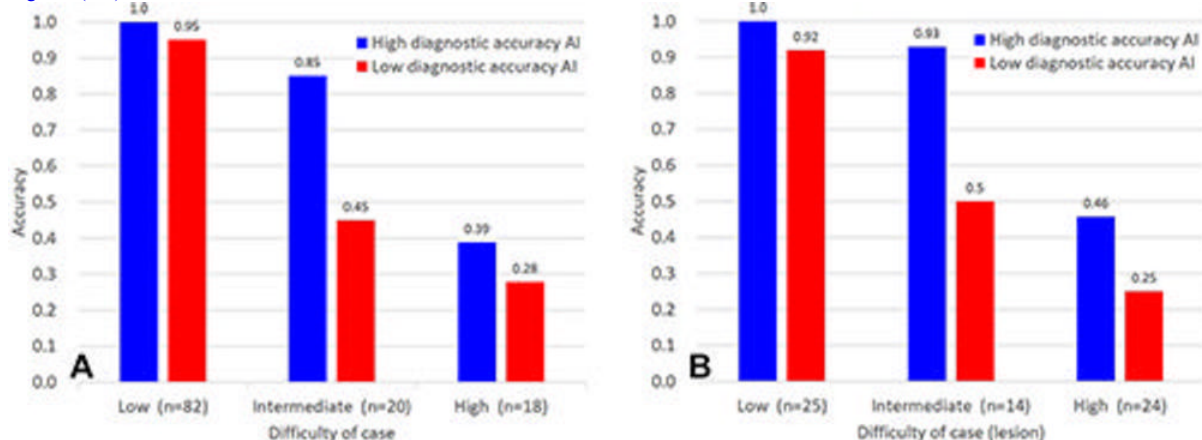 1.0
0.9
0.8
0.7
0.6
0.5
0.4
0.3
0.2
0.1
0.0
Accuracy
1.0
0.95
0.85
0.45
0.39
0.28
High diagnostic accuracy AI
Low diagnostic accuracy AI
A
Low (n=82) Intermediate (n=20) High (n=18)
Difficulty of case
1.0
0.9
0.8
0.7
0.6
0.5
0.4
0.3
0.2
0.1
0.0
Accuracy
1.0
0.92
0.93
0.5
0.46
0.25
High diagnostic accuracy AI
Low diagnostic accuracy AI
B
Low (n=25) Intermediate (n=14) High (n=24)
Difficulty of case (lesion)